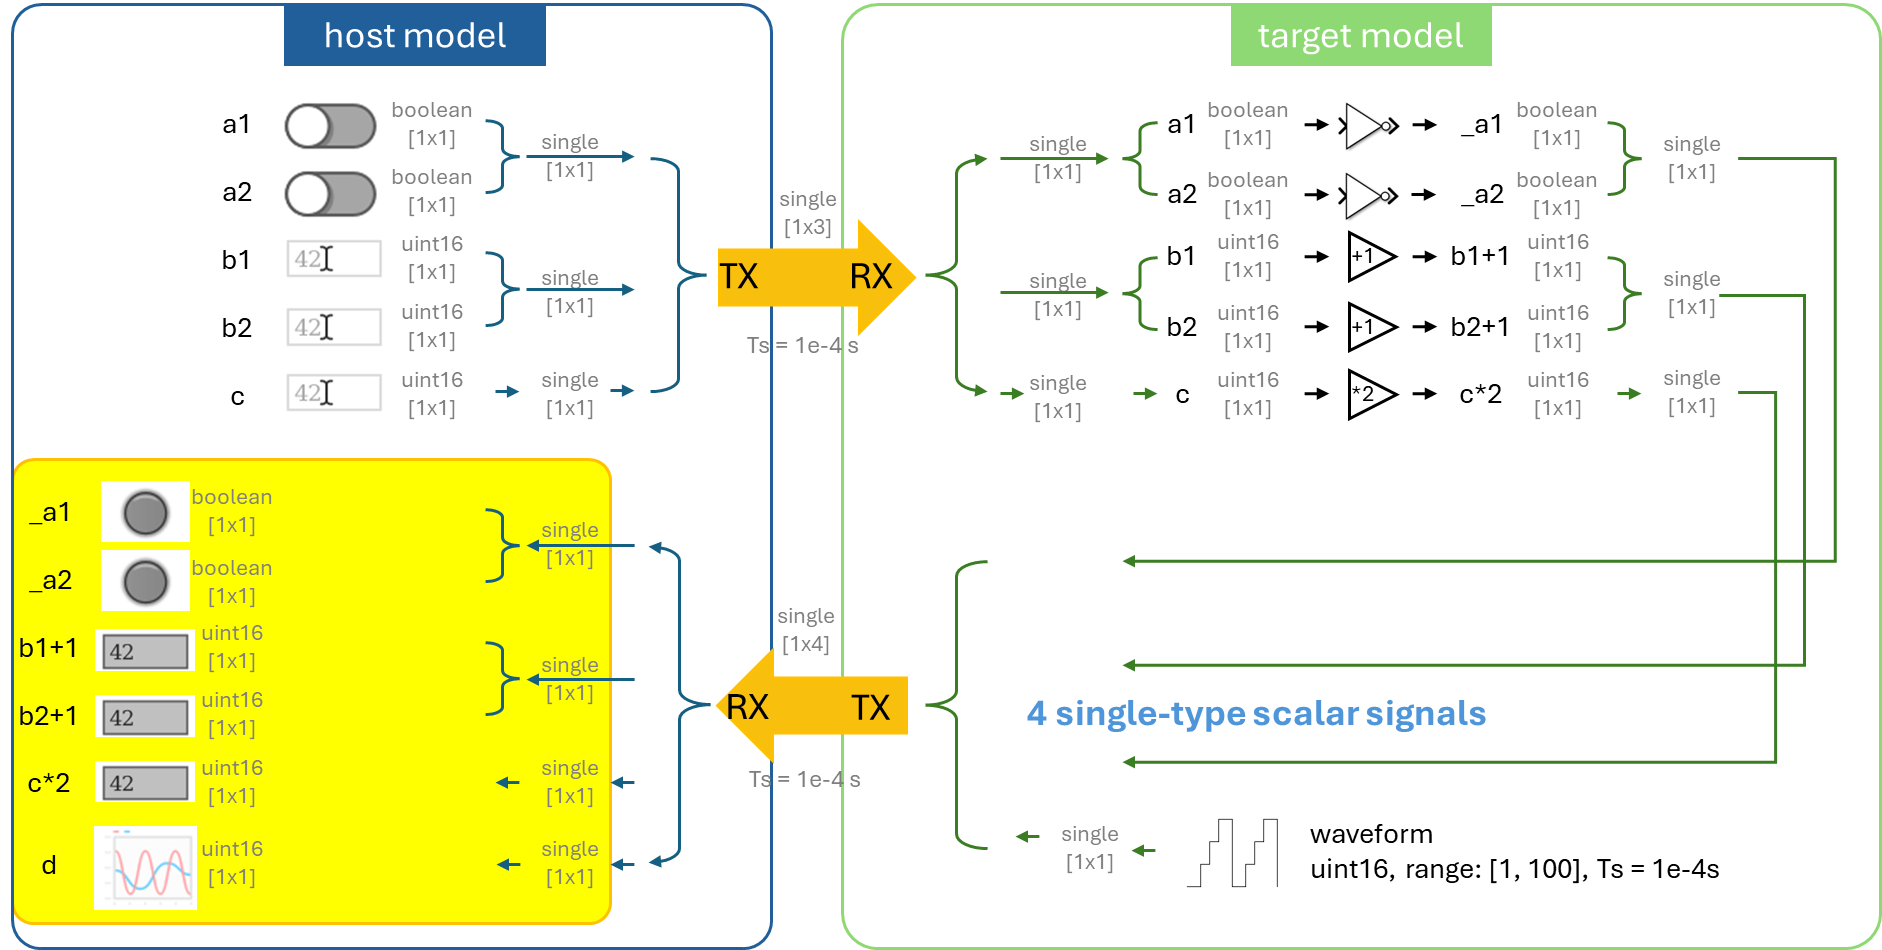 host model
target model
a1
boolean
[1x1]
a2
boolean
[1x1]
single
[1x1]
b1
42
uint16
[1x1]
b2
42
uint16
[1x1]
single
[1x1]
c
42
uint16
[1x1]
single
[1x1]
single
[1x3]
TX
RX
Ts = 1e-4 s
single
[1x1]
a1
boolean
[1x1]
_a1
boolean
[1x1]
a2
boolean
[1x1]
_a2
boolean
[1x1]
single
[1x1]
single
[1x1]
b1
uint16
[1x1]
+1
b1+1
uint16
[1x1]
b2
uint16
[1x1]
+1
b2+1
uint16
[1x1]
single
[1x1]
single
[1x1]
c
uint16
[1x1]
*2
c*2
uint16
[1x1]
single
[1x1]
_a1
boolean
[1x1]
_a2
boolean
[1x1]
single
[1x1]
b1+1
42
uint16
[1x1]
b2+1
42
uint16
[1x1]
single
[1x1]
c*2
42
uint16
[1x1]
single
[1x1]
d
uint16
[1x1]
single
[1x1]
single
[1x4]
RX
TX
Ts = 1e-4 s
4 single-type scalar signals
single
[1x1]
waveform
uint16, range: [1, 100], Ts = 1e-4s